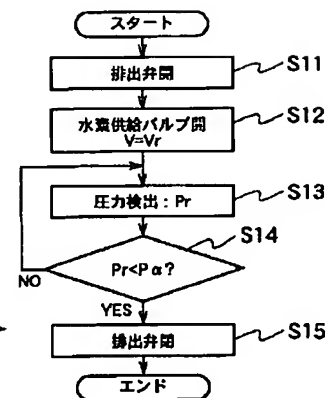 スタート
排出弁開
S11
水素供給バルブ開
V=Vr
S12
圧力検出：Pr
S13
S14
Pr<Pα?
NO
YES
排出弁閉
S15
エンド